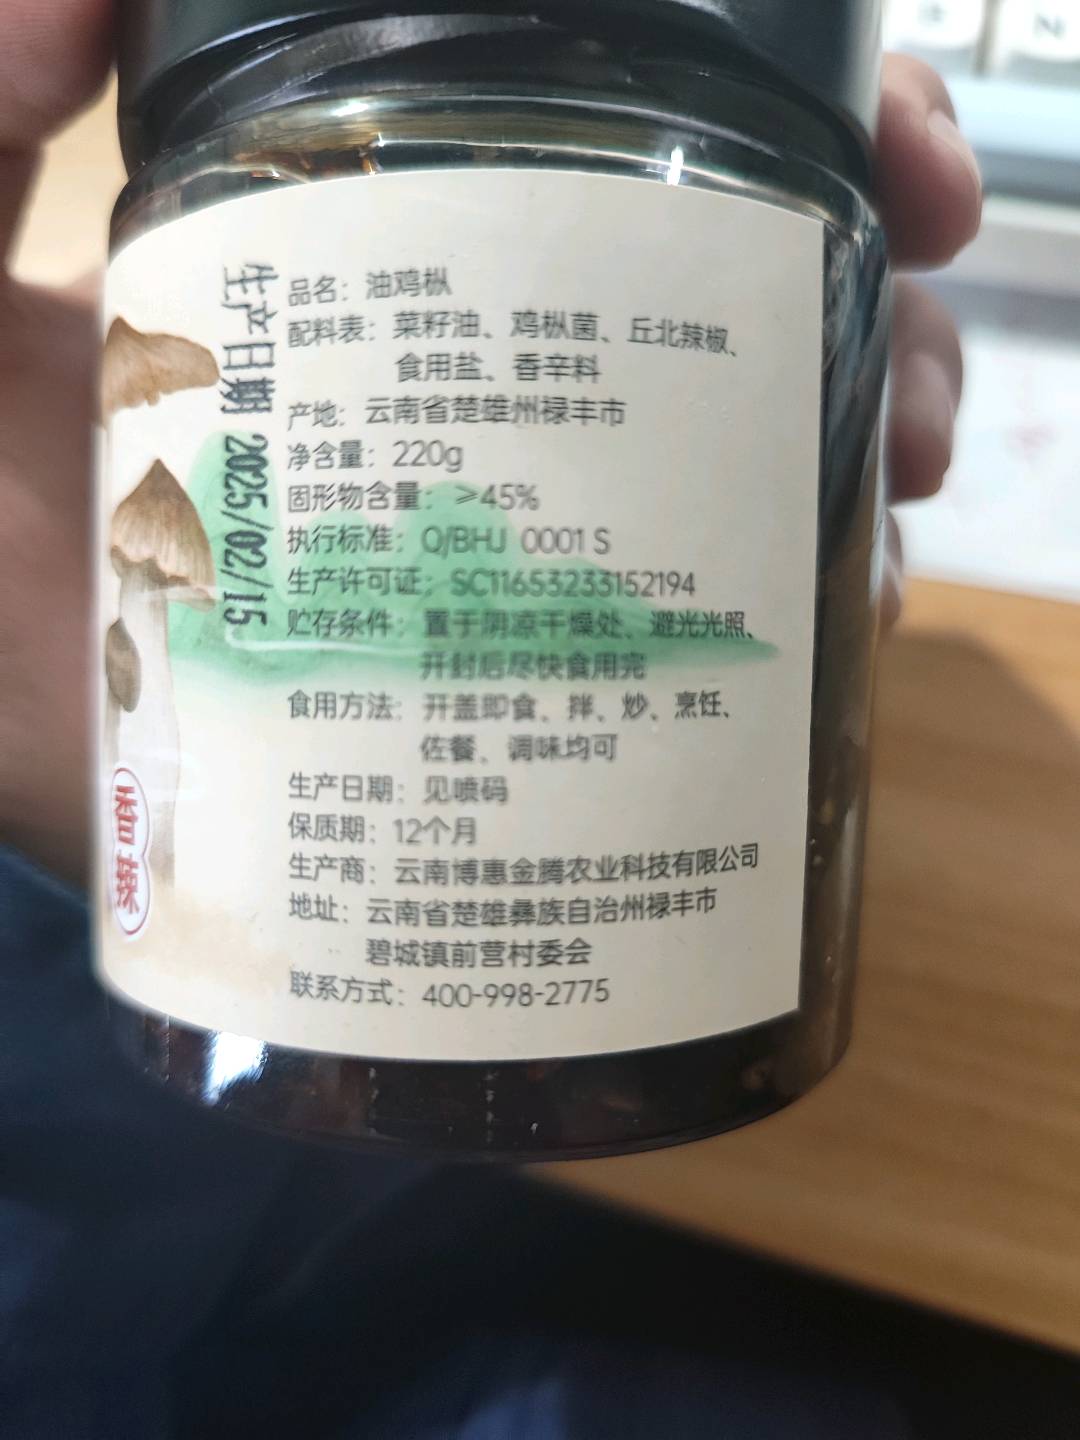 生产日期 2025/02/15
品名：油鸡枞
配料表：菜籽油、鸡枞菌、丘北辣椒、
食用盐、香辛料
产地：云南省楚雄州禄丰市
净含量：220g
固形物含量：≥45%
执行标准：Q/BHJ 0001 S
生产许可证：SC11653233152194
贮存条件：置于阴凉干燥处、避光光照、
开封后尽快食用完
食用方法：开盖即食、拌、炒、烹饪、
佐餐、调味均可
生产日期：见喷码
保质期：12个月
生产商：云南博惠金腾农业科技有限公司
地址：云南省楚雄彝族自治州禄丰市
碧城镇前营村委会
联系方式：400-998-2775
香辣
N